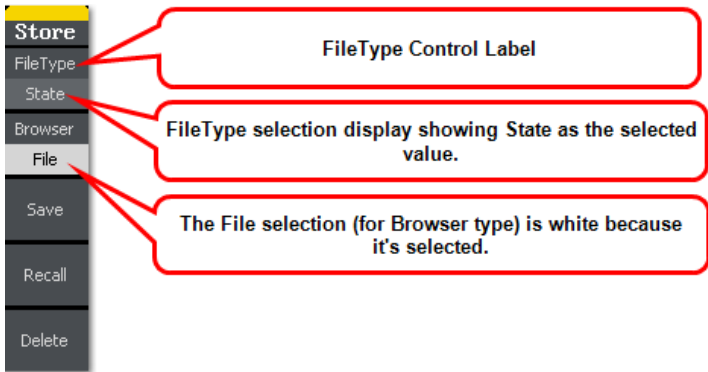 Store
FileType
State
Browser
File
Save
Recall
Delete
FileType Control Label
FileType selection display showing State as the selected
value.
The File selection (for Browser type) is white because
it's selected.